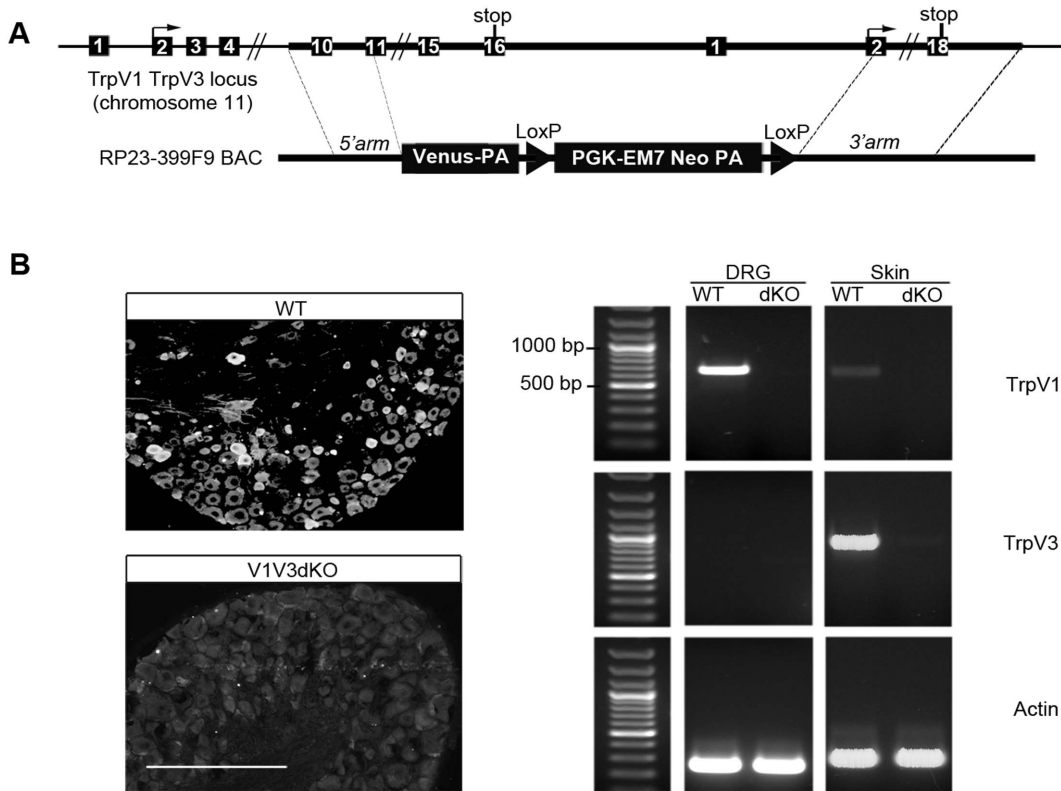 A
stop stop
1 2 3 4 // 10 11 // 15 16 1 2 // 18
TrpV1 TrpV3 locus
(chromosome 11)
LoxP LoxP
RP23-399F9 BAC 5'arm Venus-PA PGK-EM7 Neo PA 3'arm
B
WT
V1V3dKO
DRG Skin
WT dKO WT dKO
1000 bp
500 bp
TrpV1
TrpV3
Actin